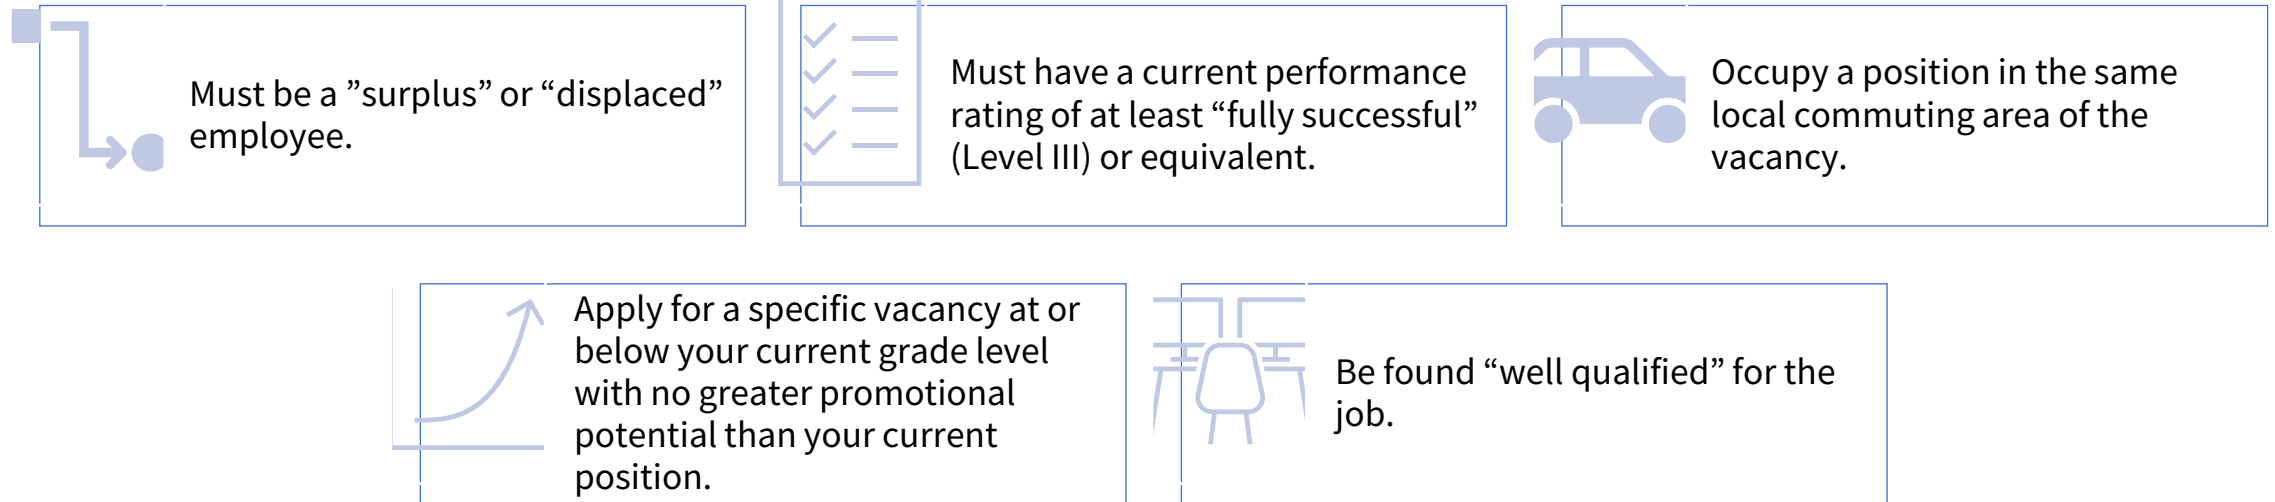 Must be a ”surplus” or “displaced”
employee.
Must have a current performance
rating of at least “fully successful”
(Level III) or equivalent.
Occupy a position in the same
local commuting area of the
vacancy.
Apply for a specific vacancy at or
below your current grade level
with no greater promotional
potential than your current
position.
Be found “well qualified” for the
job.